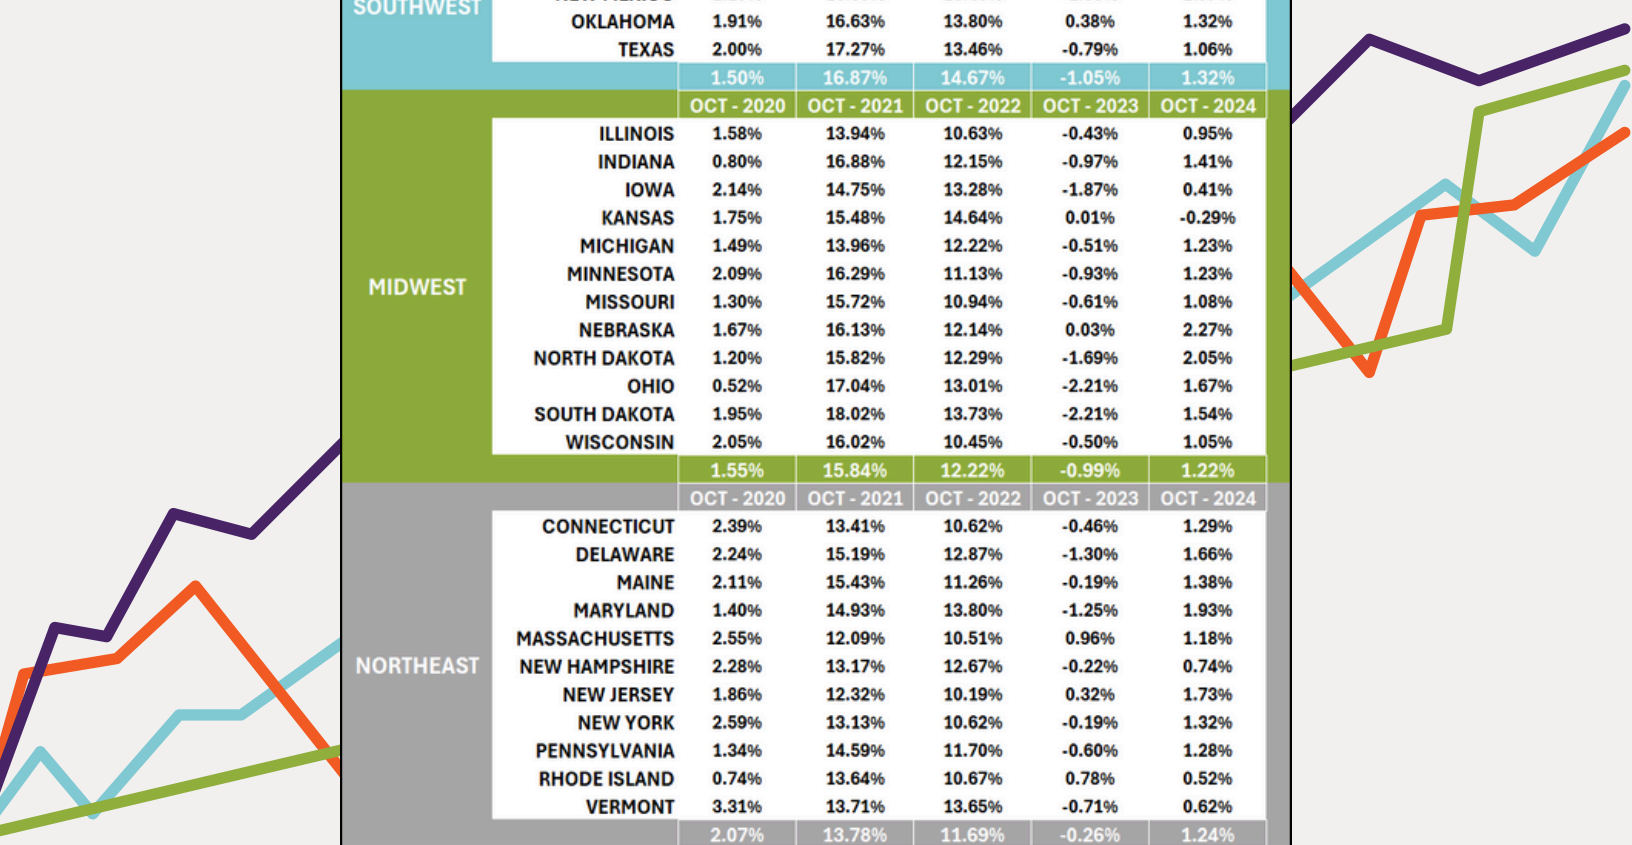 SOUTHWEST
OKLAHOMA 1.91% 16.63% 13.80% 0.38% 1.32%
TEXAS 2.00% 17.27% 13.46% -0.79% 1.06%
1.50% 16.87% 14.67% -1.05% 1.32%
OCT - 2020 OCT - 2021 OCT - 2022 OCT - 2023 OCT - 2024
ILLINOIS 1.58% 13.94% 10.63% -0.43% 0.95%
INDIANA 0.80% 16.88% 12.15% -0.97% 1.41%
IOWA 2.14% 14.75% 13.28% -1.87% 0.41%
KANSAS 1.75% 15.48% 14.64% 0.01% -0.29%
MICHIGAN 1.49% 13.96% 12.22% -0.51% 1.23%
MINNESOTA 2.09% 16.29% 11.13% -0.93% 1.23%
MIDWEST
MISSOURI 1.30% 15.72% 10.94% -0.61% 1.08%
NEBRASKA 1.67% 16.13% 12.14% 0.03% 2.27%
NORTH DAKOTA 1.20% 15.82% 12.29% -1.69% 2.05%
OHIO 0.52% 17.04% 13.01% -2.21% 1.67%
SOUTH DAKOTA 1.95% 18.02% 13.73% -2.21% 1.54%
WISCONSIN 2.05% 16.02% 10.45% -0.50% 1.05%
1.55% 15.84% 12.22% -0.99% 1.22%
OCT - 2020 OCT - 2021 OCT - 2022 OCT - 2023 OCT - 2024
CONNECTICUT 2.39% 13.41% 10.62% -0.46% 1.29%
DELAWARE 2.24% 15.19% 12.87% -1.30% 1.66%
MAINE 2.11% 15.43% 11.26% -0.19% 1.38%
MARYLAND 1.40% 14.93% 13.80% -1.25% 1.93%
MASSACHUSETTS 2.55% 12.09% 10.51% 0.96% 1.18%
NORTHEAST NEW HAMPSHIRE 2.28% 13.17% 12.67% -0.22% 0.74%
NEW JERSEY 1.86% 12.32% 10.19% 0.32% 1.73%
NEW YORK 2.59% 13.13% 10.62% -0.19% 1.32%
PENNSYLVANIA 1.34% 14.59% 11.70% -0.60% 1.28%
RHODE ISLAND 0.74% 13.64% 10.67% 0.78% 0.52%
VERMONT 3.31% 13.71% 13.65% -0.71% 0.62%
2.07% 13.78% 11.69% -0.26% 1.24%